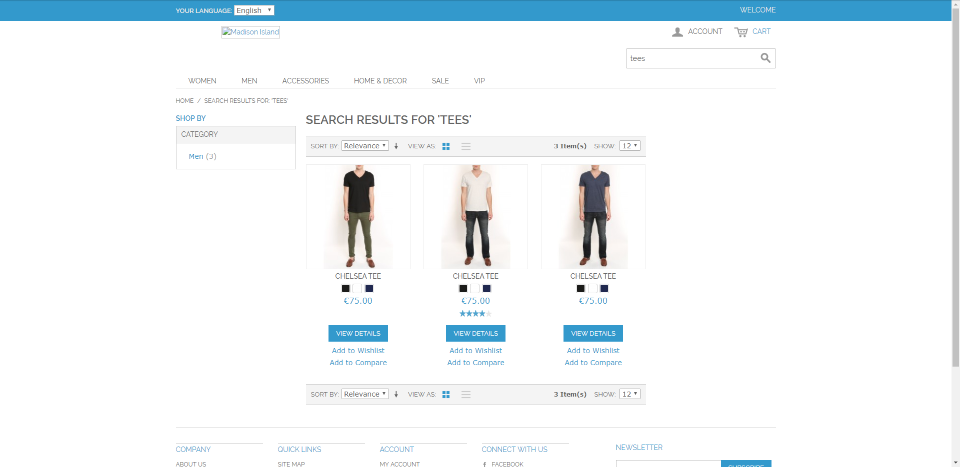 YOUR LANGUAGE: English
WELCOME
Madison Island
ACCOUNT CART
tees
WOMEN MEN ACCESSORIES HOME & DECOR SALE VIP
HOME / SEARCH RESULTS FOR: 'TEES'
SHOP BY
CATEGORY
Men (3)
SEARCH RESULTS FOR 'TEES'
SORT BY: Relevance VIEW AS: 3 Item(s) SHOW: 12
CHELSEA TEE CHELSEA TEE CHELSEA TEE
€75.00 €75.00 €75.00
VIEW DETAILS VIEW DETAILS VIEW DETAILS
Add to Wishlist Add to Wishlist Add to Wishlist
Add to Compare Add to Compare Add to Compare
SORT BY: Relevance VIEW AS: 3 Item(s) SHOW: 12
COMPANY QUICK LINKS ACCOUNT CONNECT WITH US NEWSLETTER
ABOUT US SITE MAP MY ACCOUNT FACEBOOK
SUBSCRIBE